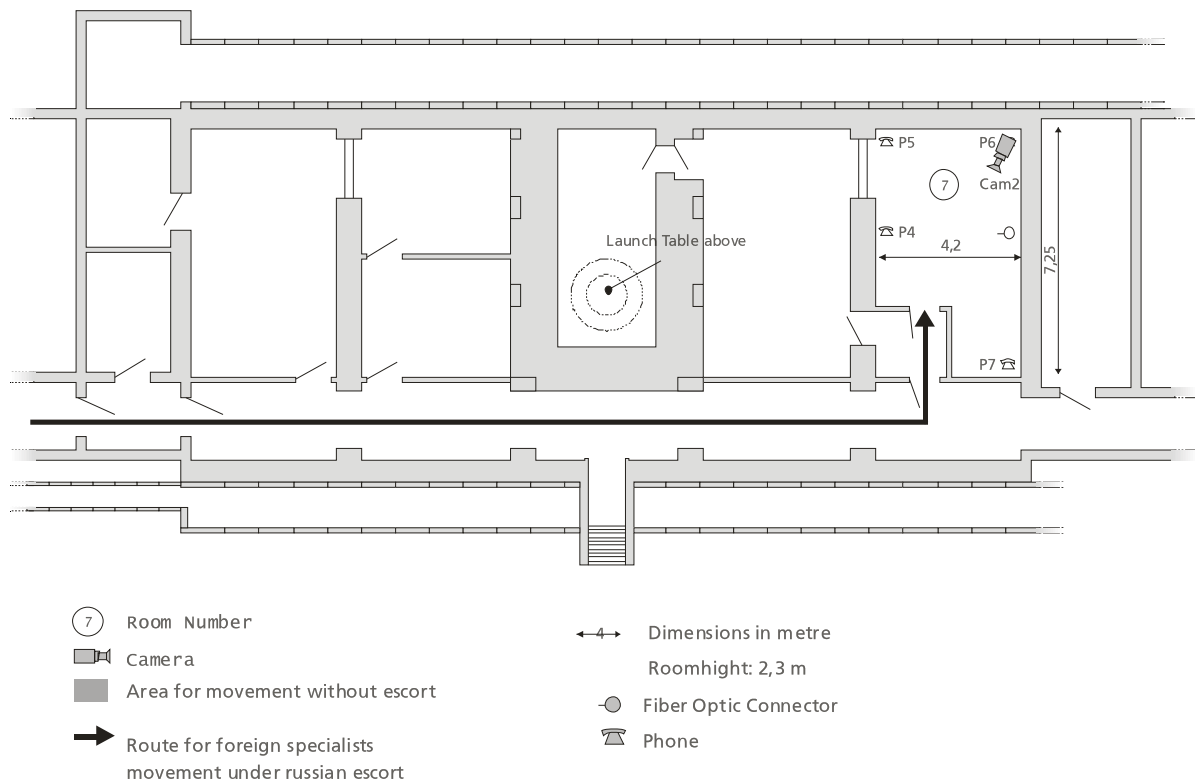 P5
P6
Cam2
7
Launch Table above
P4
4,2
7,25
P7
7
Room Number
Camera
Area for movement without escort
Route for foreign specialists
movement under russian escort
4
Dimensions in metre
Roomhight: 2,3 m
Fiber Optic Connector
Phone